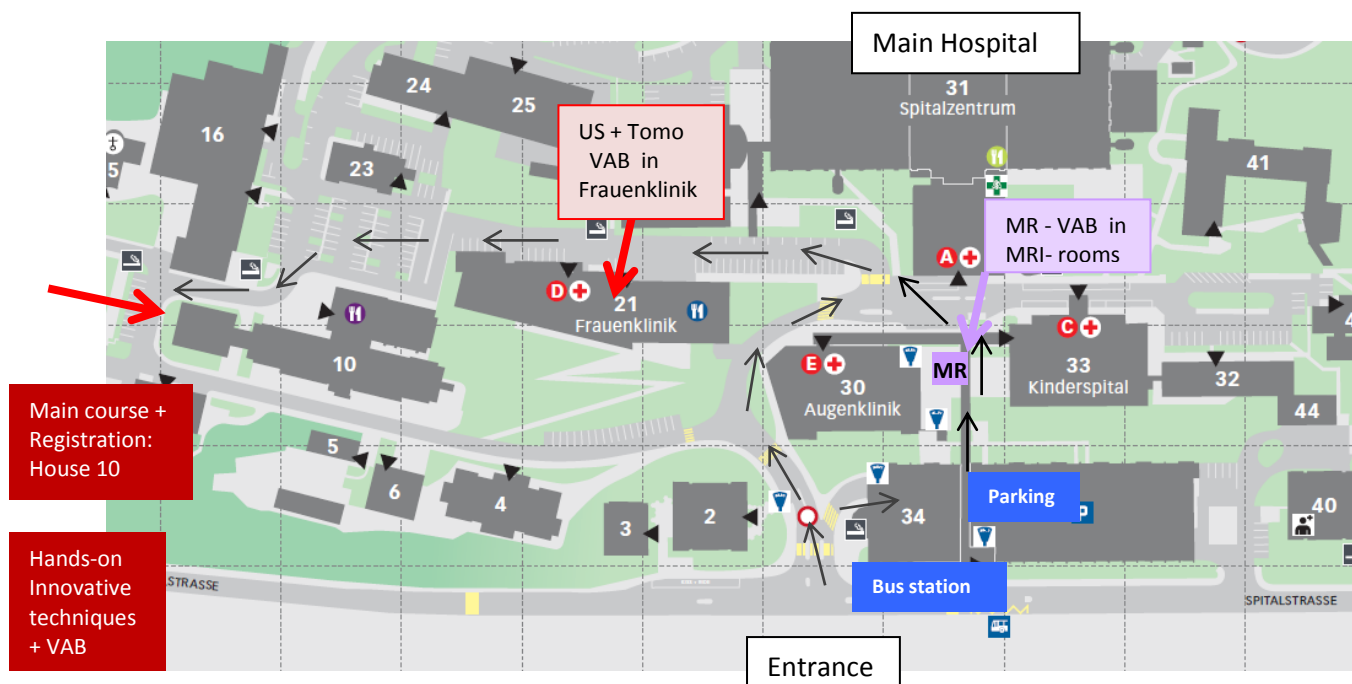 Main Hospital
24
25
31
Spitalzentrum
16
5
23
41
US + Tomo
VAB in
Frauenklinik
MR - VAB in
MRI- rooms
A
D
21
Frauenklinik
C
33
Kinderspital
E
30
Augenklinik
MR
32
44
10
Main course +
Registration:
House 10
5
6
4
3
2
34
Parking
P
40
Hands-on
Innovative
techniques
+ VAB
Bus station
LSTRASSE
SPITALSTRASSE
Entrance